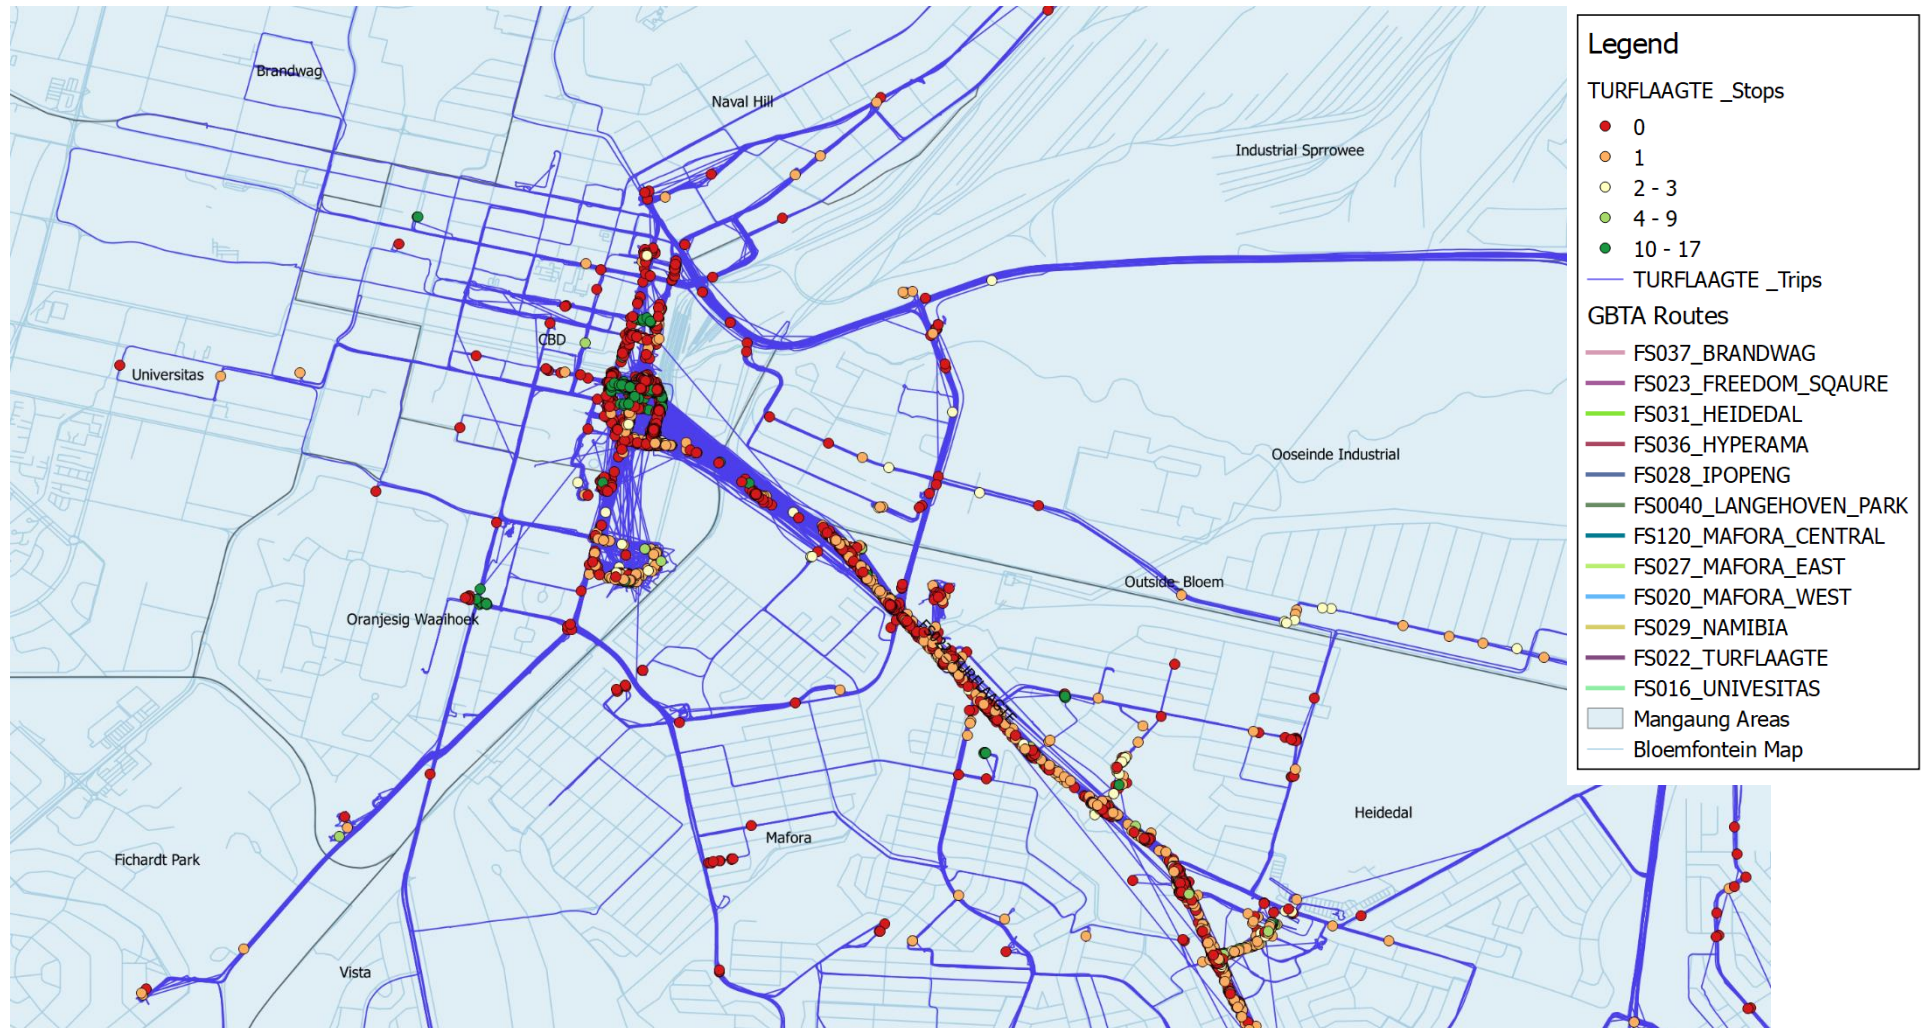 Brandwag
Naval Hill
Industrial Sprrowee
CBD
Universitas
Ooseinde Industrial
Outside- Bloem
Oranjesig Waaihoek
TURFLAAGTE
Heidedal
Mafora
Fichardt Park
Vista
Legend
TURFLAAGTE _Stops
0
1
2 - 3
4 - 9
10 - 17
TURFLAAGTE _Trips
GBTA Routes
FS037_BRANDWAG
FS023_FREEDOM_SQAURE
FS031_HEIDEDAL
FS036_HYPERAMA
FS028_IPOPENG
FS0040_LANGEHOVEN_PARK
FS120_MAFORA_CENTRAL
FS027_MAFORA_EAST
FS020_MAFORA_WEST
FS029_NAMIBIA
FS022_TURFLAAGTE
FS016_UNIVESITAS
Mangaung Areas
Bloemfontein Map